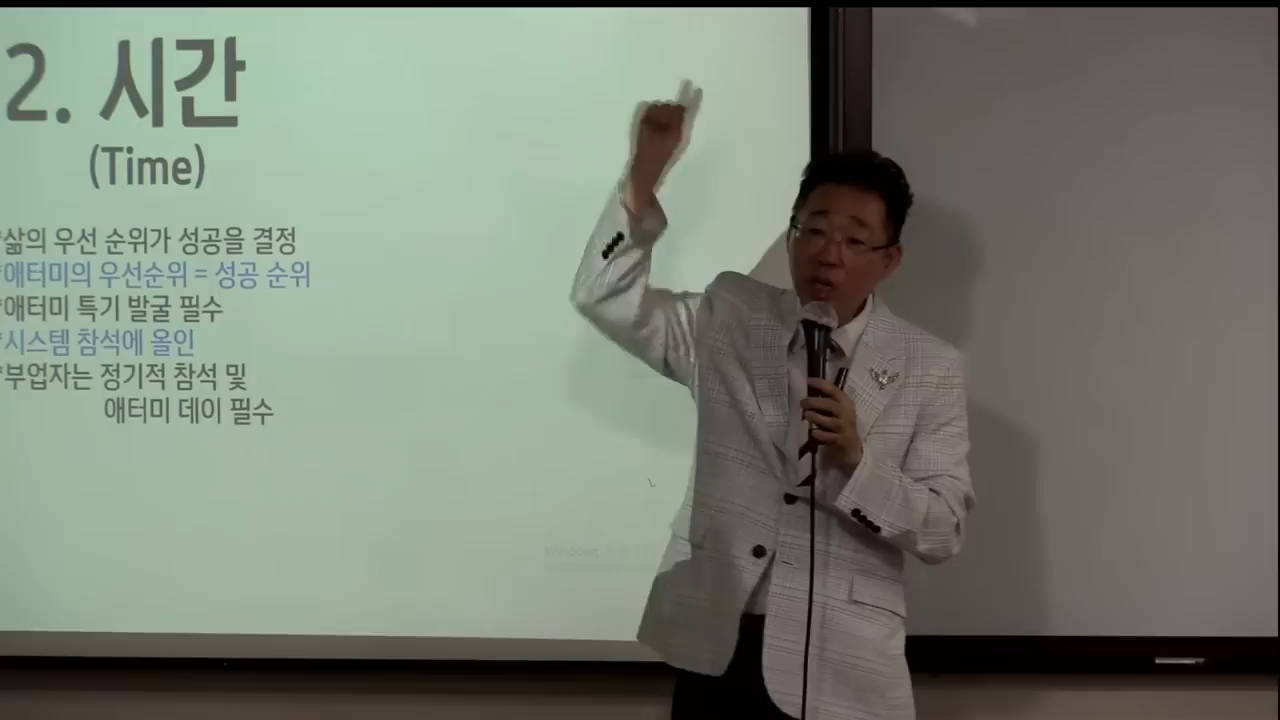 2. 시간
(Time)
*삶의 우선 순위가 성공을 결정
*애터미의 우선순위 = 성공 순위
*애터미 특기 발굴 필수
*시스템 참석에 올인
*부업자는 정기적 참석 및
애터미 데이 필수
Windows